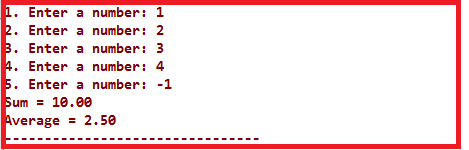 1. Enter a number: 1
2. Enter a number: 2
3. Enter a number: 3
4. Enter a number: 4
5. Enter a number: -1
Sum = 10.00
Average = 2.50
--------------------------------